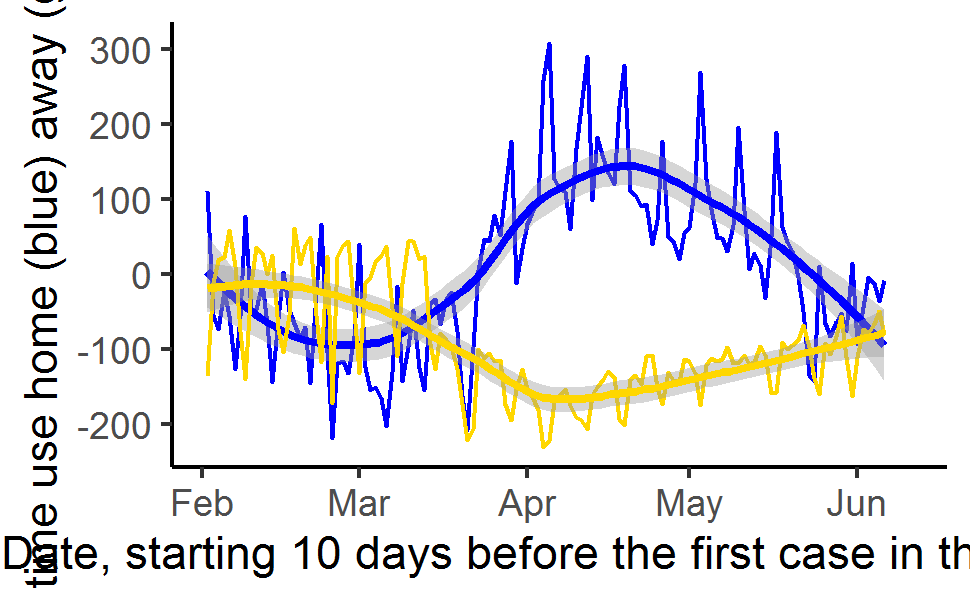 time use home (blue) away (
300
200
100
0
-100
-200
Feb Mar Apr May Jun
Date, starting 10 days before the first case in th